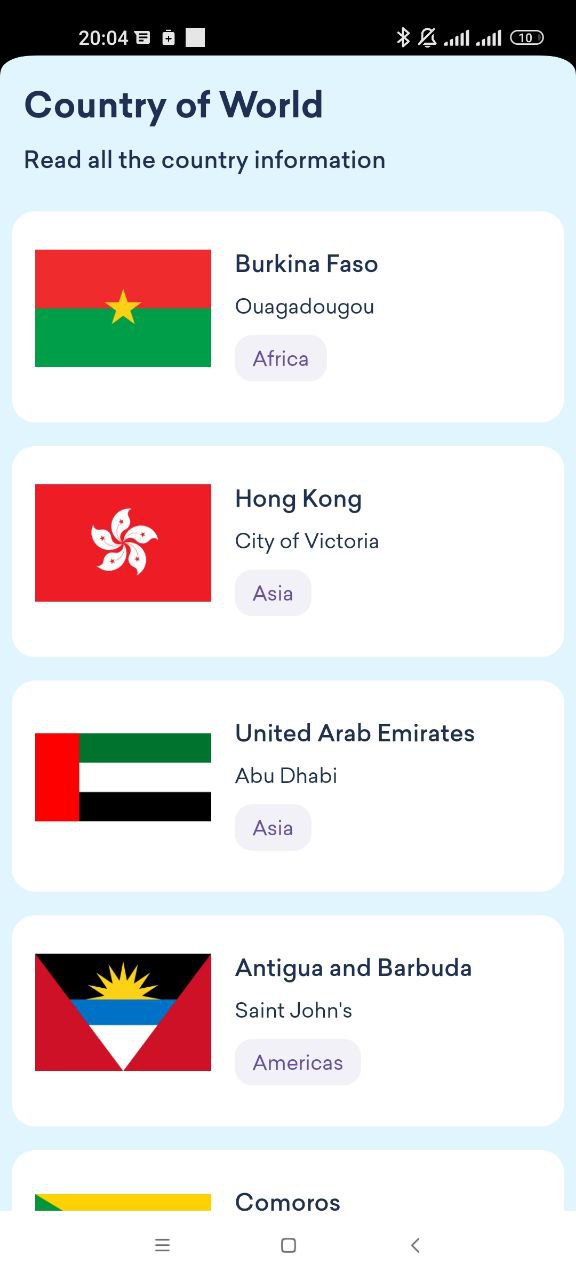 20:04
10
Country of World
Read all the country information
Burkina Faso
Ouagadougou
Africa
Hong Kong
City of Victoria
Asia
United Arab Emirates
Abu Dhabi
Asia
Antigua and Barbuda
Saint John's
Americas
Comoros